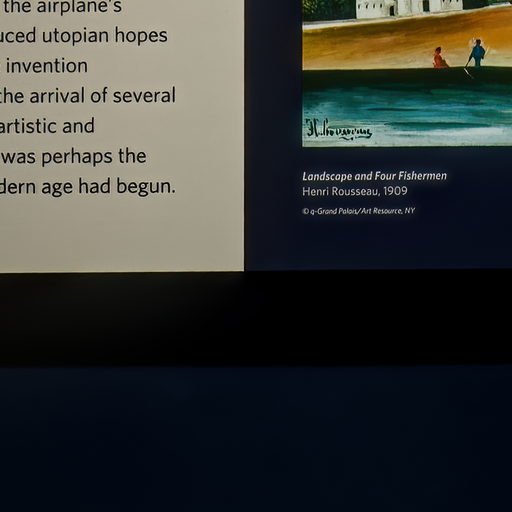 the airplane's
uced utopian hopes
invention
the arrival of several
artistic and
was perhaps the
dern age had begun.
H. Rousseau
Landscape and Four Fishermen
Henri Rousseau, 1909
© q-Grand Palais/Art Resource, NY